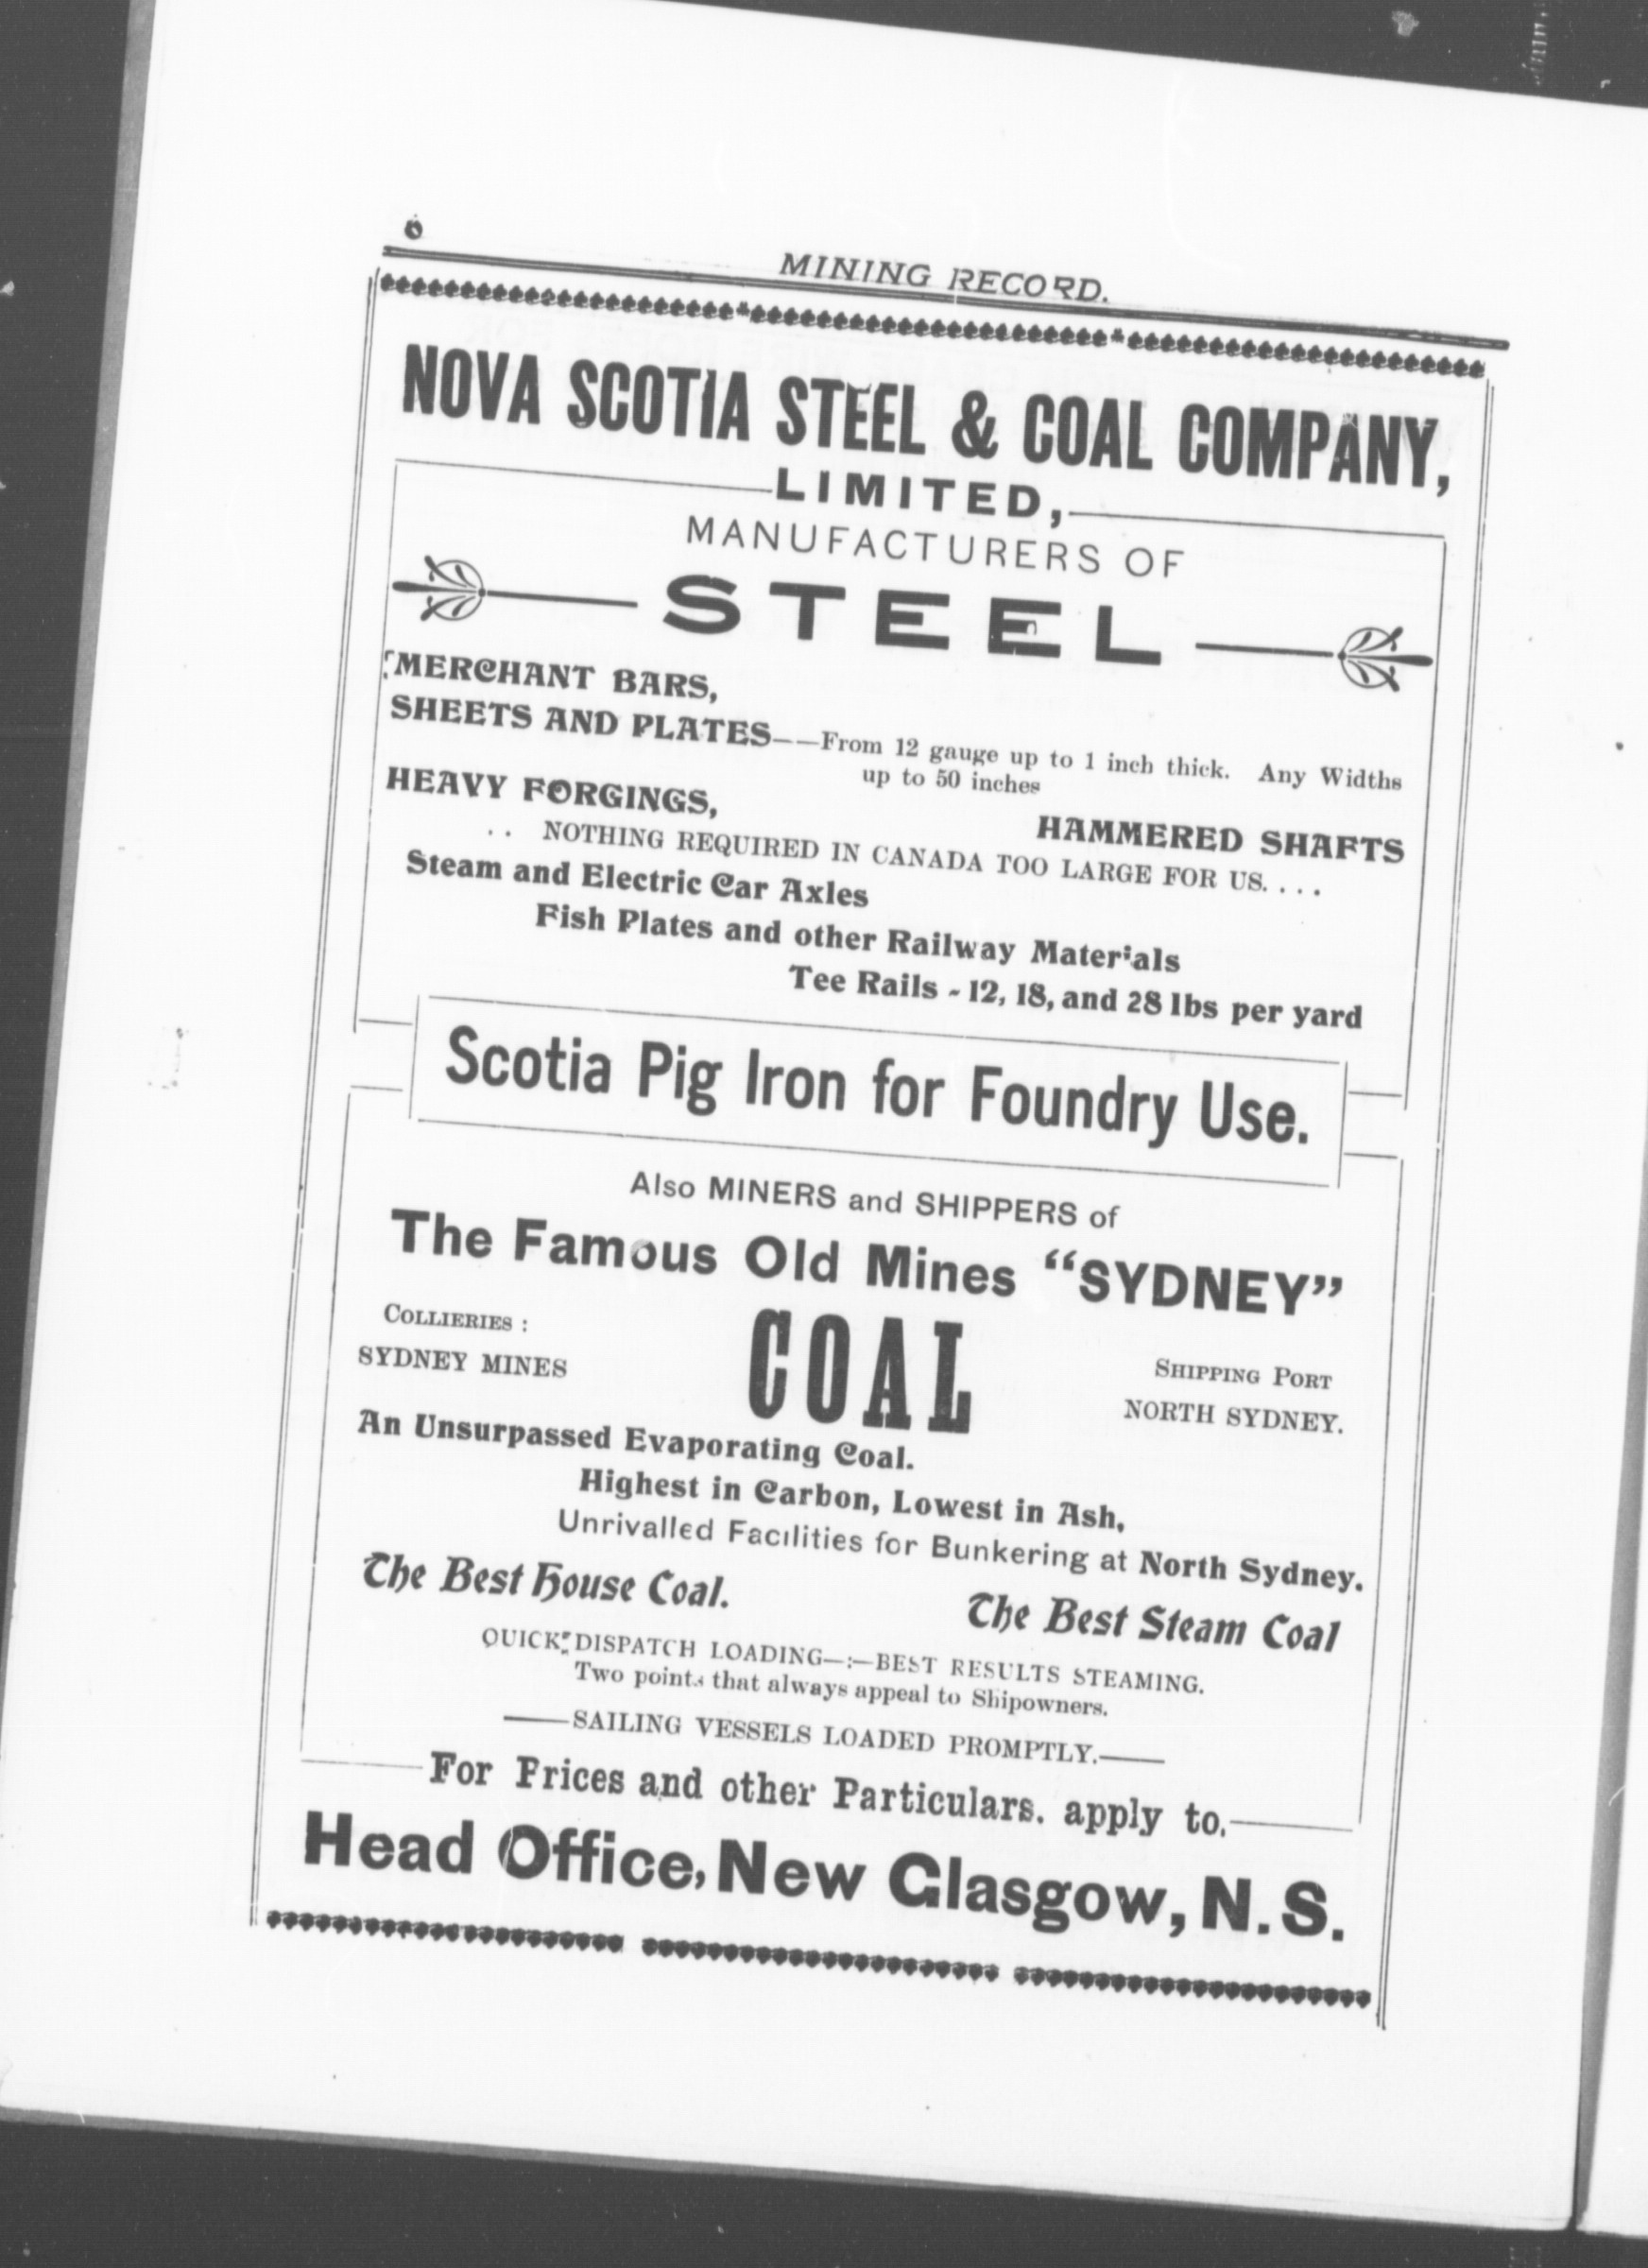 MINING RECORD.
NOVA SCOTIA STEEL & COAL COMPANY,
LIMITED,
MANUFACTURERS OF
STEEL
MERCHANT BARS,
SHEETS AND PLATES——From 12 gauge up to 1 inch thick. Any Widths
up to 50 inches
HEAVY FORGINGS,
HAMMERED SHAFTS
. . NOTHING REQUIRED IN CANADA TOO LARGE FOR US. . . .
Steam and Electric Car Axles
Fish Plates and other Railway Materials
Tee Rails - 12, 18, and 28 lbs per yard
Scotia Pig Iron for Foundry Use.
Also MINERS and SHIPPERS of
The Famous Old Mines "SYDNEY"
COLLIERIES :
SYDNEY MINES
COAL
SHIPPING PORT
NORTH SYDNEY.
An Unsurpassed Evaporating Coal.
Highest in Carbon, Lowest in Ash,
Unrivalled Facilities for Bunkering at North Sydney.
The Best House Coal.
The Best Steam Coal
QUICK DISPATCH LOADING—:—BEST RESULTS STEAMING.
Two points that always appeal to Shipowners.
——SAILING VESSELS LOADED PROMPTLY.——
For Prices and other Particulars. apply to.
Head Office, New Glasgow, N. S.